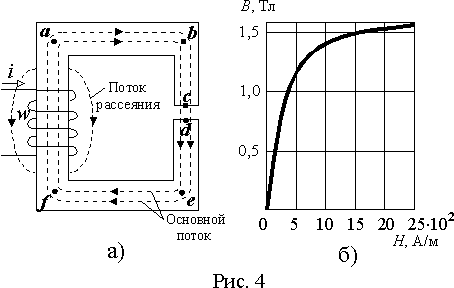 a
b
i
Поток
рассеяния
w
c
d
f
e
Основной
поток
а)
B, Тл
1,5
1,0
0,5
0 5 10 15 20 25·10²
H, А/м
б)
Рис. 4